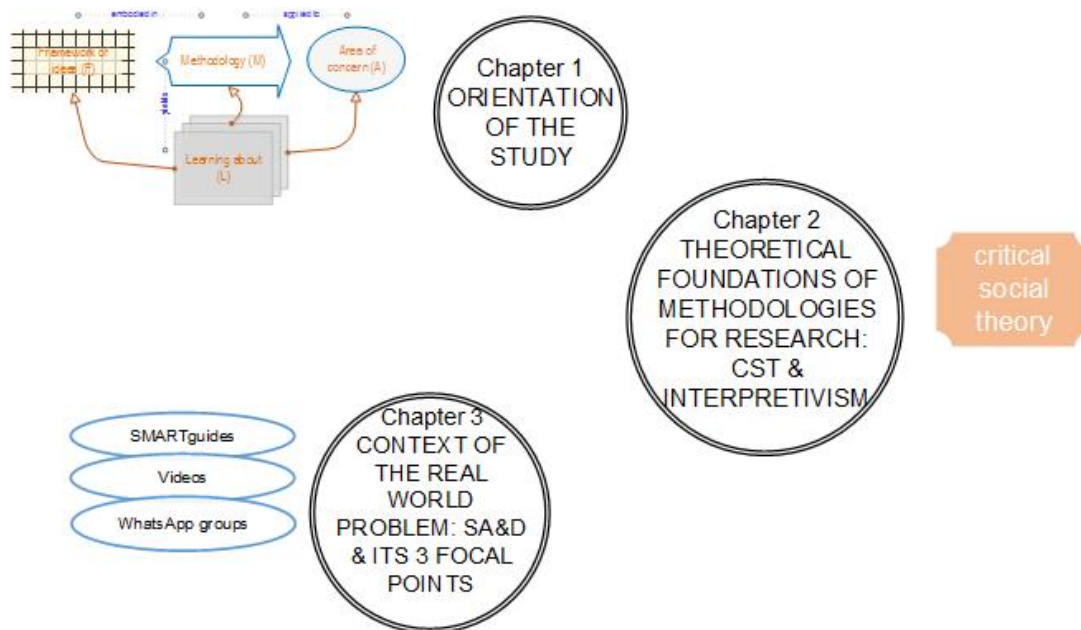 embodied in
applied to
Framework of
ideas (F)
Methodology (M)
Area of
concern (A)
yields
Learning about
(L)
Chapter 1
ORIENTATION
OF THE
STUDY
Chapter 2
THEORETICAL
FOUNDATIONS OF
METHODOLOGIES
FOR RESEARCH:
CST &
INTERPRETIVISM
critical
social
theory
Chapter 3
CONTEXT OF
THE REAL
WORLD
PROBLEM: SA&D
& ITS 3 FOCAL
POINTS
SMARTguides
Videos
WhatsApp groups